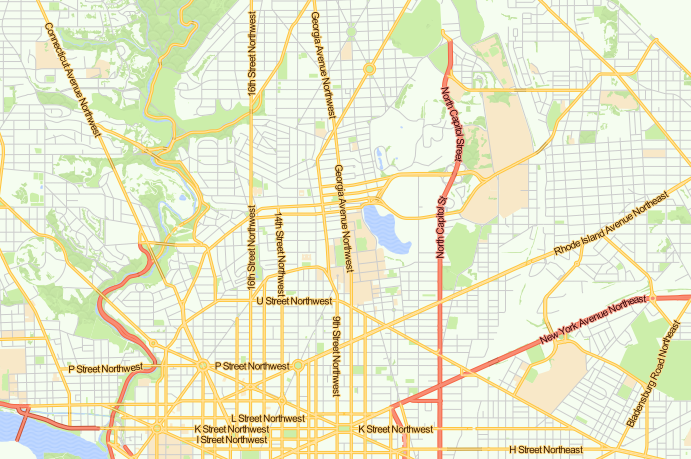 Connecticut Avenue Northwest
16th Street Northwest
Georgia Avenue Northwest
North Capitol Street
Georgia Avenue Northwest
16th Street Northwest
14th Street Northwest
North Capitol St
Rhode Island Avenue Northeast
U Street Northwest
New York Avenue Northeast
9th Street Northwest
Bladensburg Road Northeast
P Street Northwest
P Street Northwest
L Street Northwest
K Street Northwest
K Street Northwest
I Street Northwest
H Street Northeast